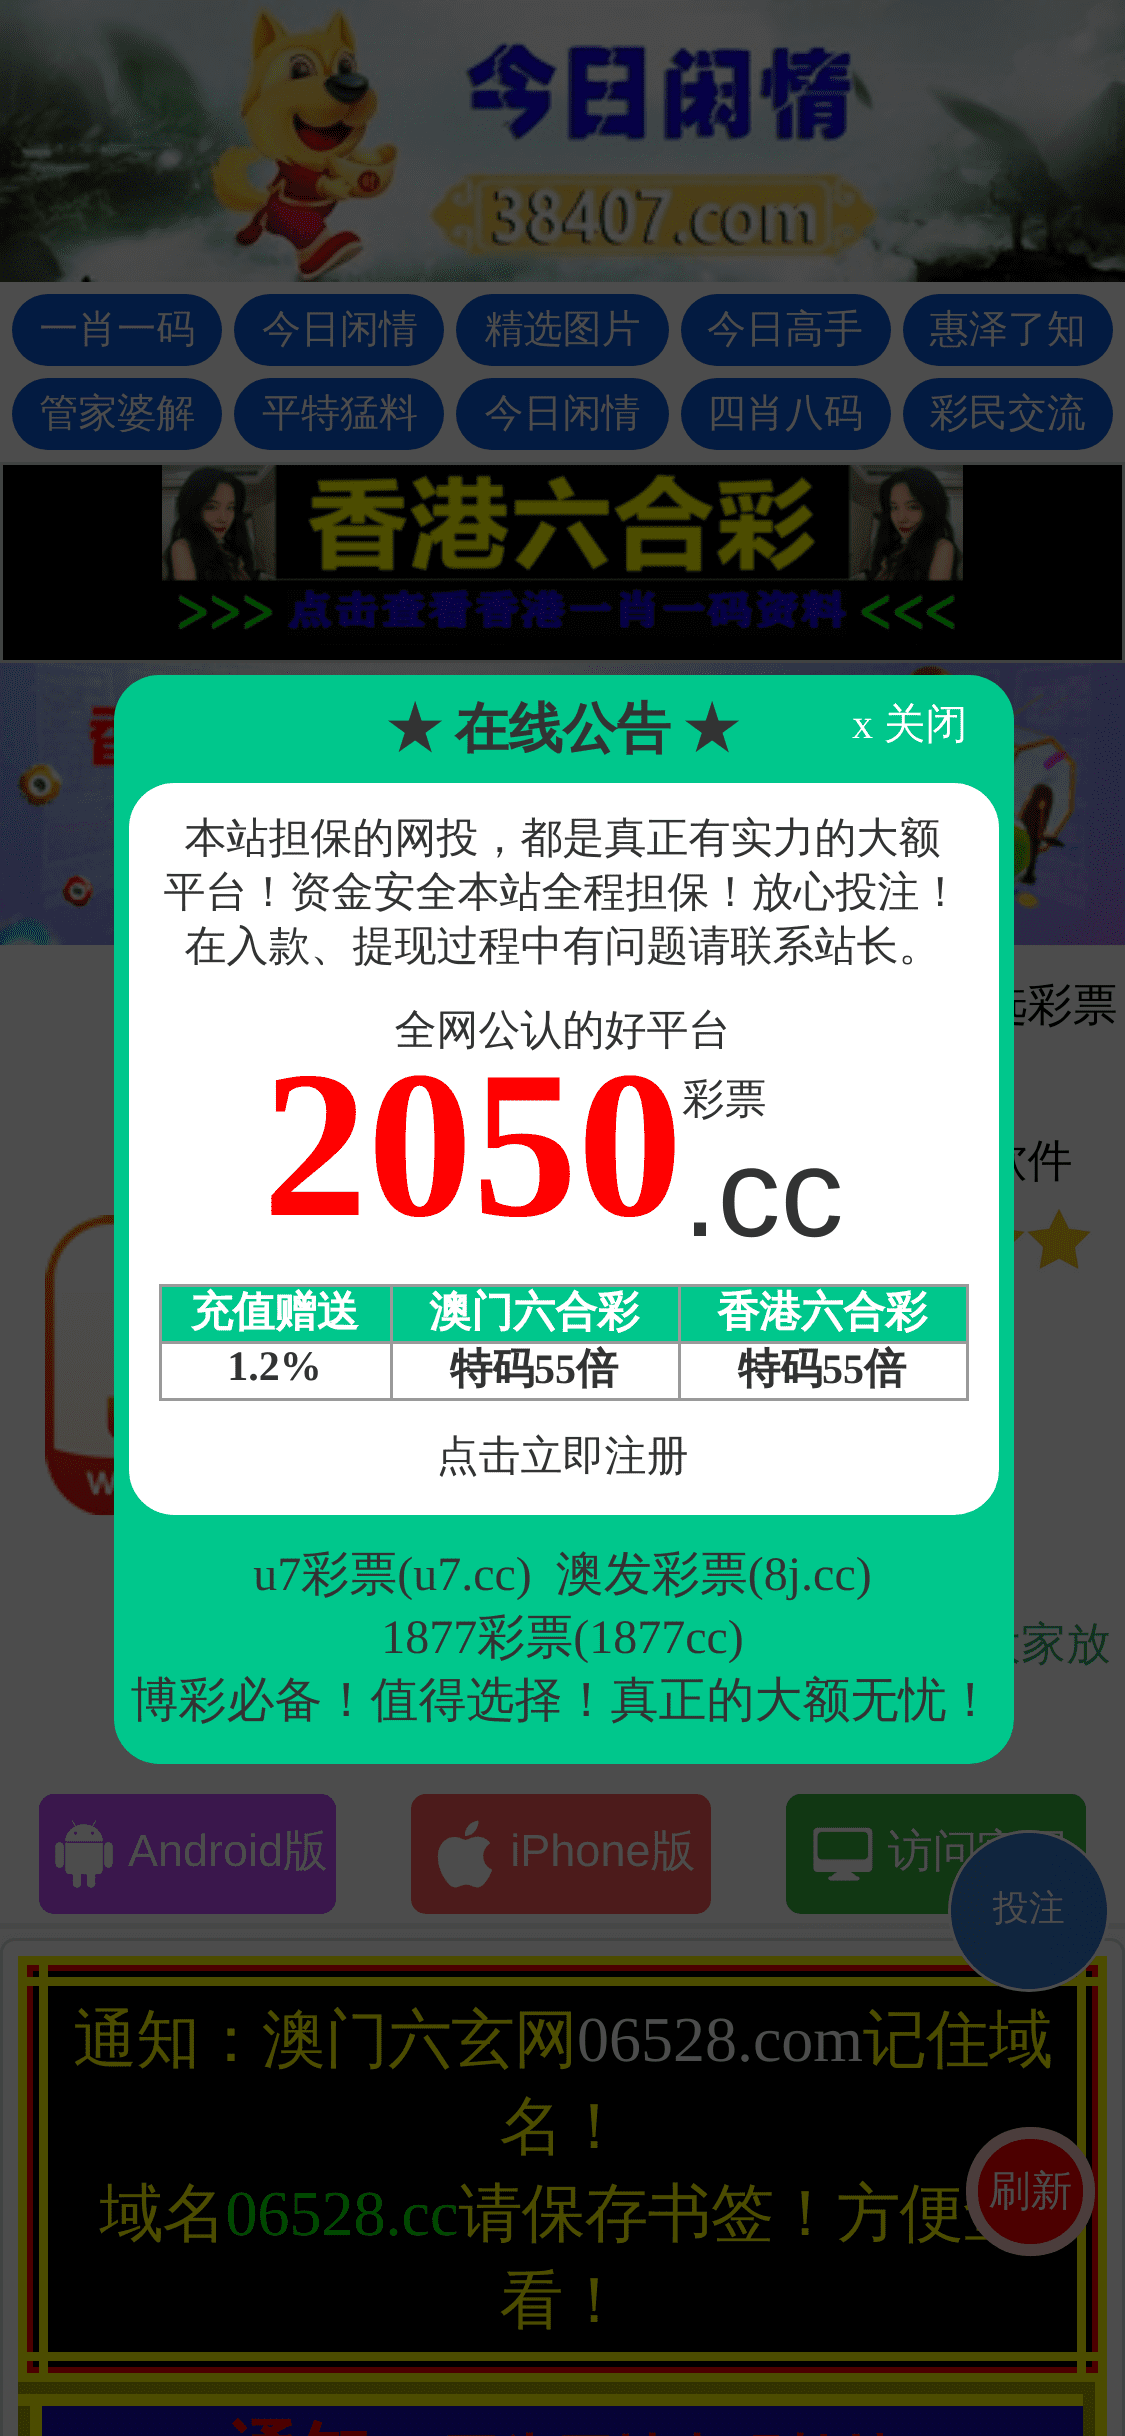 今日闲情
38407.com
一肖一码 今日闲情 精选图片 今日高手 惠泽了知
管家婆解 平特猛料 今日闲情 四肖八码 彩民交流
香港六合彩
>>> 点击查看香港一肖一码资料 <<<
★ 在线公告 ★ x 关闭
本站担保的网投，都是真正有实力的大额
平台！资金安全本站全程担保！放心投注！
在入款、提现过程中有问题请联系站长。
彩票
全网公认的好平台
2050 彩票
.cc
软件
充值赠送 澳门六合彩 香港六合彩
1.2% 特码55倍 特码55倍
点击立即注册
u7彩票(u7.cc) 澳发彩票(8j.cc)
1877彩票(1877cc)
家放
博彩必备！值得选择！真正的大额无忧！
Android版 iPhone版 访问
投注
通知：澳门六玄网06528.com记住域
名！
刷新
域名06528.cc请保存书签！方便
看！